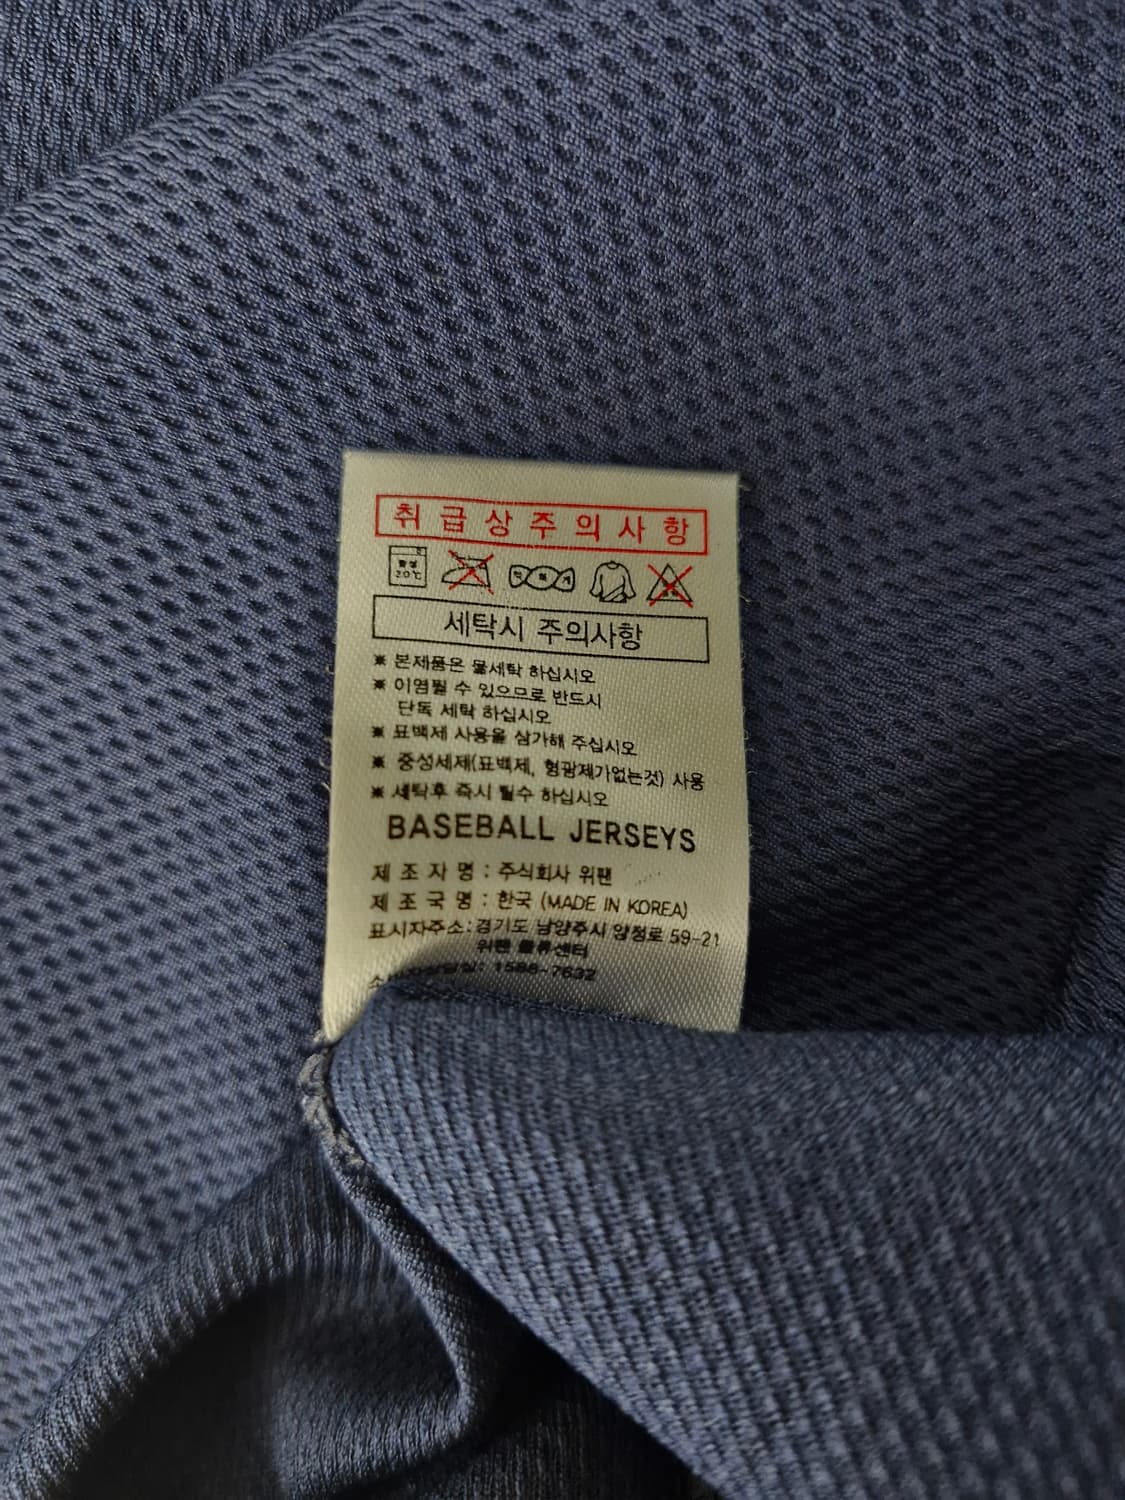 취급상주의사항
세탁시 주의사항
※ 본제품은 물세탁 하십시오
※ 이염될 수 있으므로 반드시
단독 세탁 하십시오
※ 표백제 사용을 삼가해 주십시오
※ 중성세제(표백제, 형광제가없는것) 사용
※ 세탁후 즉시 탈수 하십시오
BASEBALL JERSEYS
제 조 자 명 : 주식회사 위팬
제 조 국 명 : 한국 (MADE IN KOREA)
표시자주소:경기도 남양주시 양정로 59-21
위팬 물류센터
1588-7632